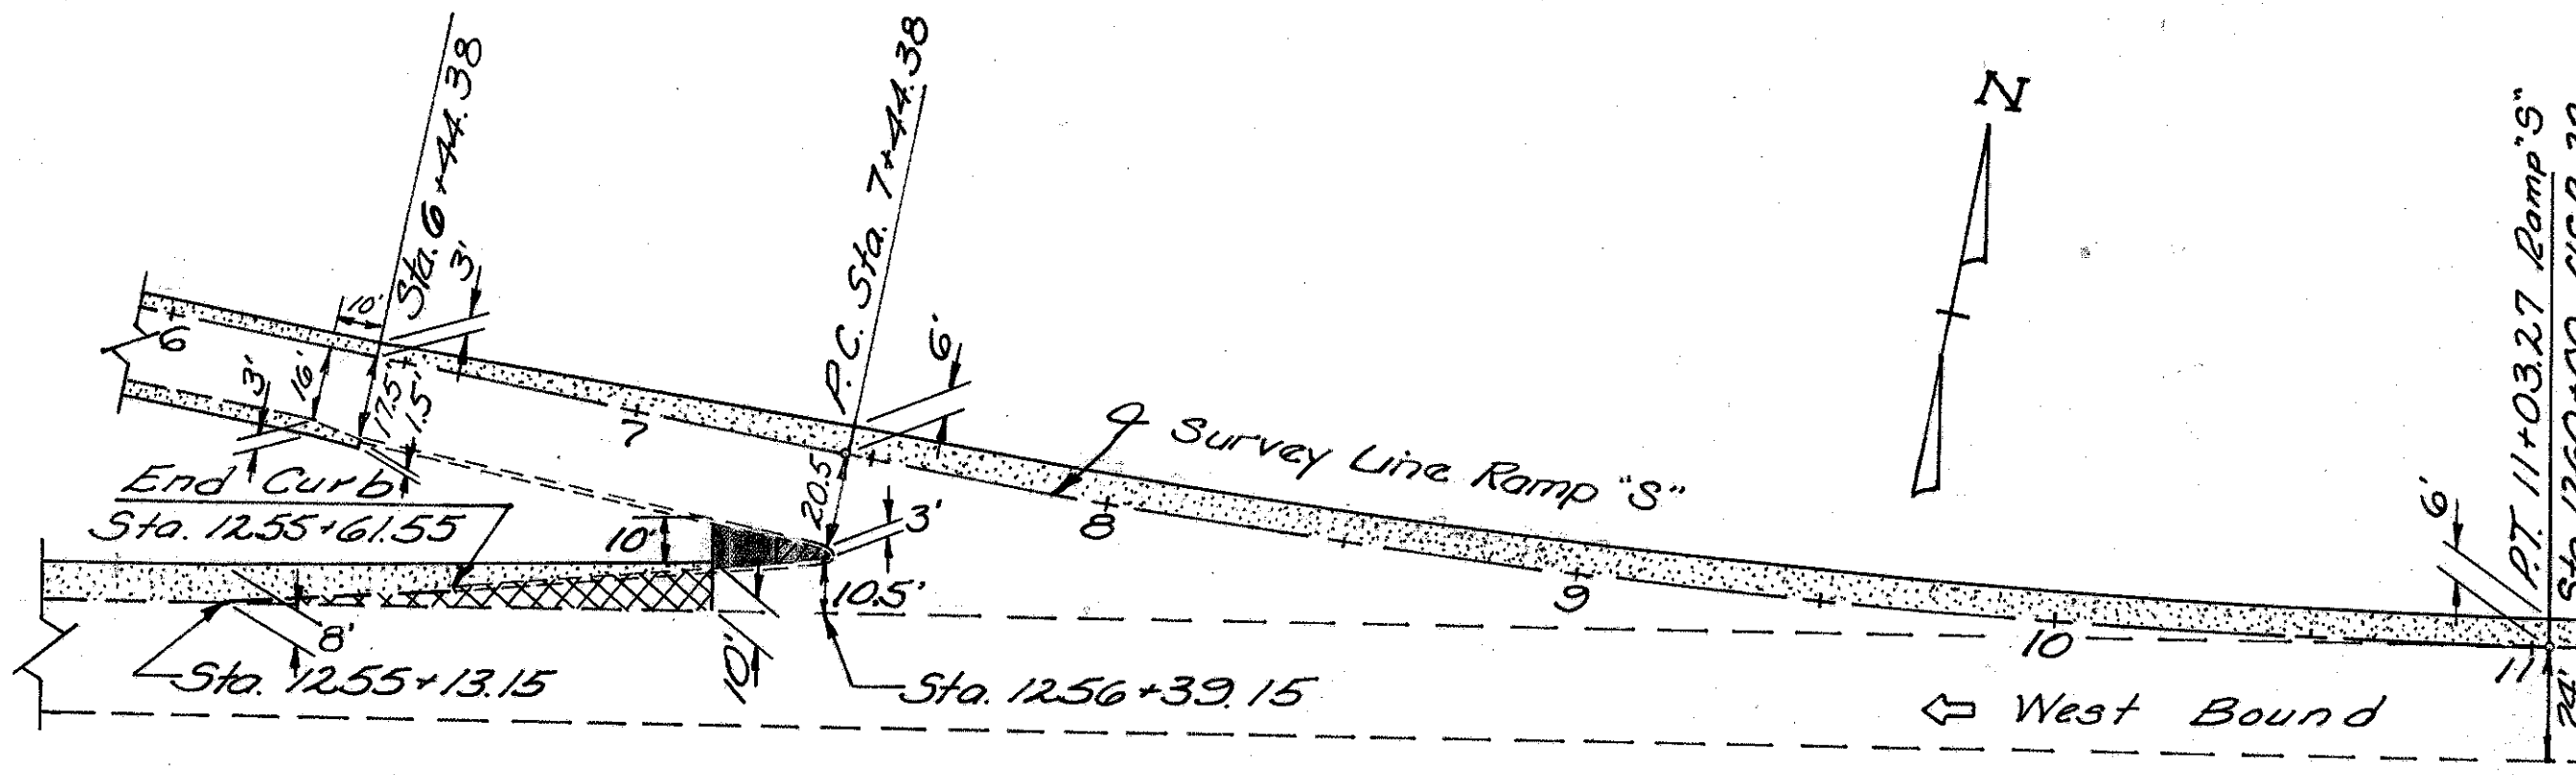 Sta. 6+44.38
P.C. Sta. 7+44.38
N
P.T. 11+03.27 Ramp "S"
3'
10'
6
3'
16'
17.5'
1.5'
7
6'
Survey Line Ramp "S"
End Curb
Sta. 1255+61.55
10'
20.5'
3'
8
10.5'
9
6'
10
11
8'
10'
Sta. 1255+13.15
Sta. 1256+39.15
West Bound
24'